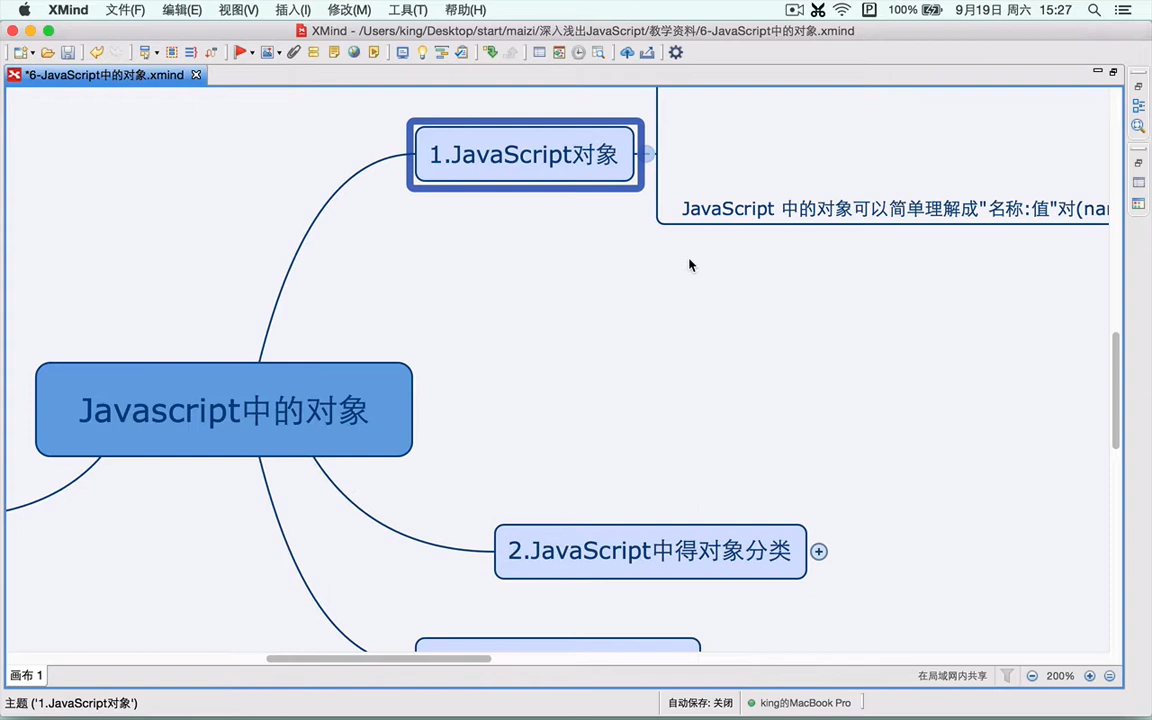 XMind 文件(F) 编辑(E) 视图(V) 插入(I) 修改(M) 工具(T) 帮助(H) 100% 9月19日 周六 15:27
XMind - /Users/king/Desktop/start/maizi/深入浅出JavaScript/教学资料/6-JavaScript中的对象.xmind
*6-JavaScript中的对象.xmind
1.JavaScript对象
JavaScript 中的对象可以简单理解成"名称:值"对(nar
Javascript中的对象
2.JavaScript中得对象分类
画布 1
在局域网内共享 200%
主题 ('1.JavaScript对象') 自动保存: 关闭 king的MacBook Pro